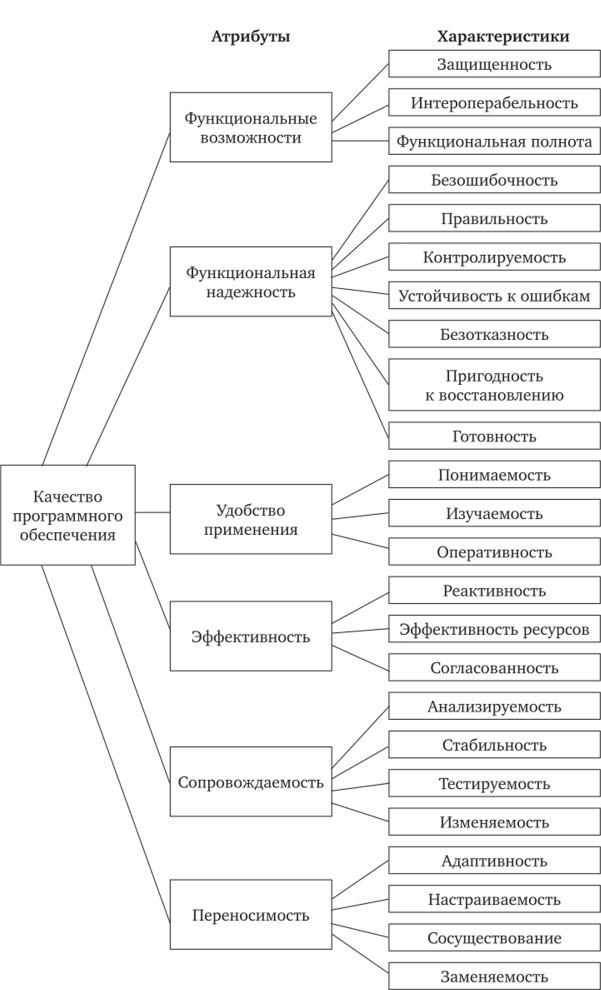 Атрибуты
Характеристики
Качество
программного
обеспечения
Функциональные
возможности
Защищенность
Интероперабельность
Функциональная полнота
Функциональная
надежность
Безошибочность
Правильность
Контролируемость
Устойчивость к ошибкам
Безотказность
Пригодность
к восстановлению
Готовность
Удобство
применения
Понимаемость
Изучаемость
Оперативность
Эффективность
Реактивность
Эффективность ресурсов
Согласованность
Сопровождаемость
Анализируемость
Стабильность
Тестируемость
Изменяемость
Переносимость
Адаптивность
Настраиваемость
Сосуществование
Заменяемость